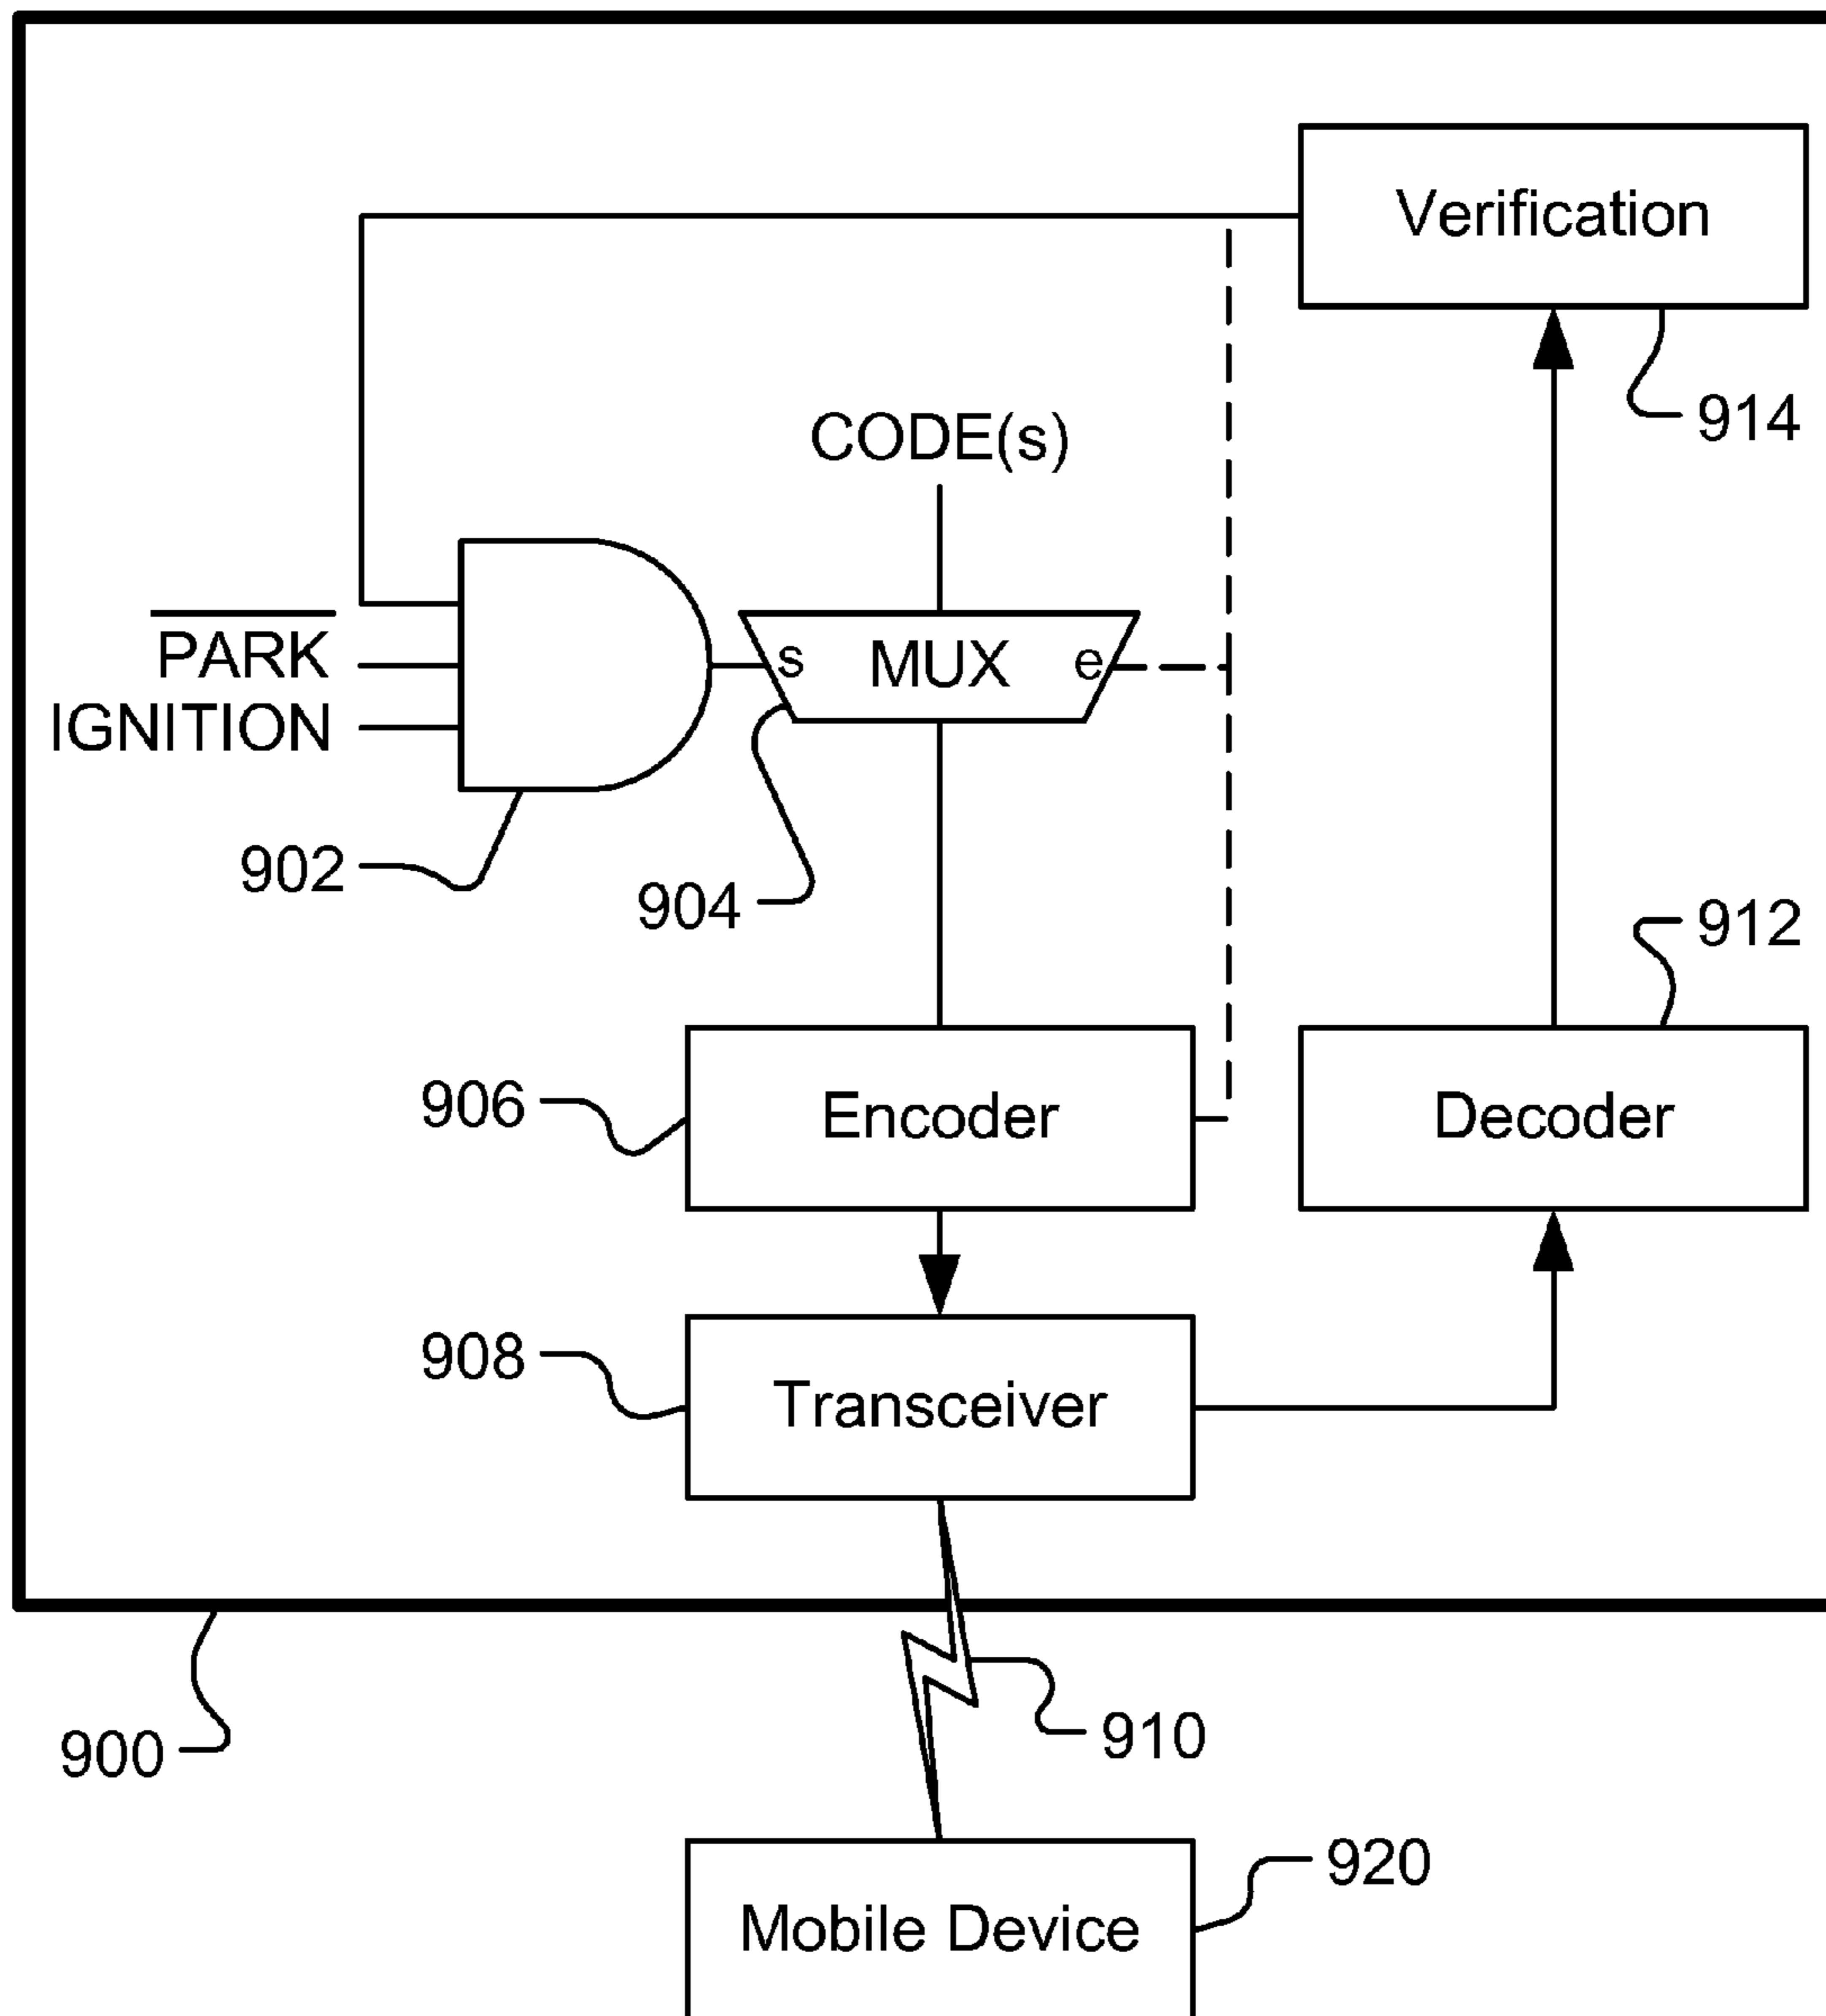 Verification
914
CODE(s)
PARK
s MUX e
IGNITION
902
904
912
906
Encoder
Decoder
908
Transceiver
900
910
920
Mobile Device